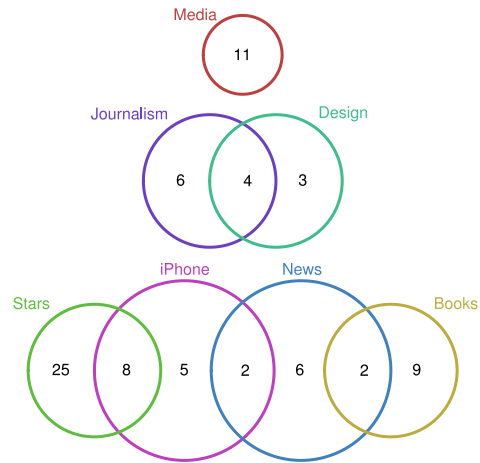 Media
11
Journalism Design
6 4 3
iPhone News
Stars Books
25 8 5 2 6 2 9